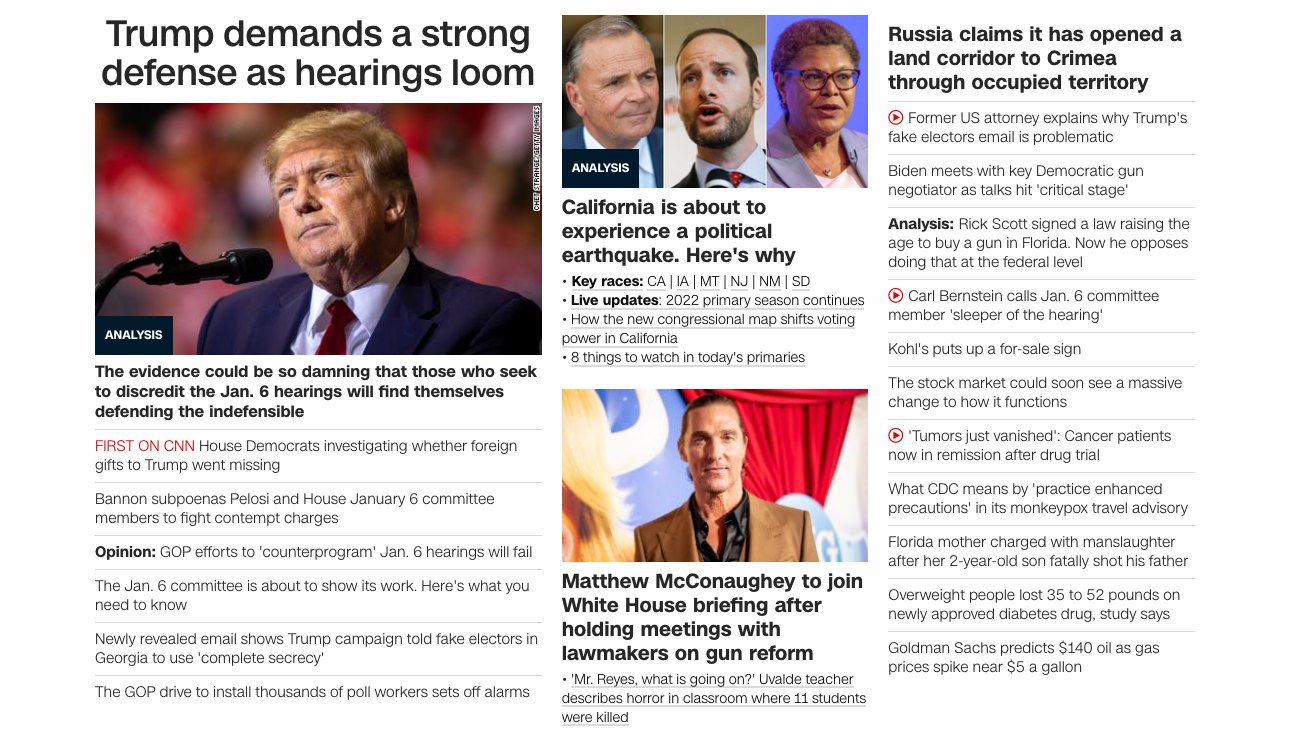 Trump demands a strong
defense as hearings loom
CHET STRANGE/GETTY IMAGES
ANALYSIS
The evidence could be so damning that those who seek
to discredit the Jan. 6 hearings will find themselves
defending the indefensible
FIRST ON CNN House Democrats investigating whether foreign
gifts to Trump went missing
Bannon subpoenas Pelosi and House January 6 committee
members to fight contempt charges
Opinion: GOP efforts to 'counterprogram' Jan. 6 hearings will fail
The Jan. 6 committee is about to show its work. Here's what you
need to know
Newly revealed email shows Trump campaign told fake electors in
Georgia to use 'complete secrecy'
The GOP drive to install thousands of poll workers sets off alarms
ANALYSIS
California is about to
experience a political
earthquake. Here's why
• Key races: CA | IA | MT | NJ | NM | SD
• Live updates: 2022 primary season continues
• How the new congressional map shifts voting
power in California
• 8 things to watch in today's primaries
Matthew McConaughey to join
White House briefing after
holding meetings with
lawmakers on gun reform
• 'Mr. Reyes, what is going on?' Uvalde teacher
describes horror in classroom where 11 students
were killed
Russia claims it has opened a
land corridor to Crimea
through occupied territory
Former US attorney explains why Trump's
fake electors email is problematic
Biden meets with key Democratic gun
negotiator as talks hit 'critical stage'
Analysis: Rick Scott signed a law raising the
age to buy a gun in Florida. Now he opposes
doing that at the federal level
Carl Bernstein calls Jan. 6 committee
member 'sleeper of the hearing'
Kohl's puts up a for-sale sign
The stock market could soon see a massive
change to how it functions
'Tumors just vanished': Cancer patients
now in remission after drug trial
What CDC means by 'practice enhanced
precautions' in its monkeypox travel advisory
Florida mother charged with manslaughter
after her 2-year-old son fatally shot his father
Overweight people lost 35 to 52 pounds on
newly approved diabetes drug, study says
Goldman Sachs predicts $140 oil as gas
prices spike near $5 a gallon